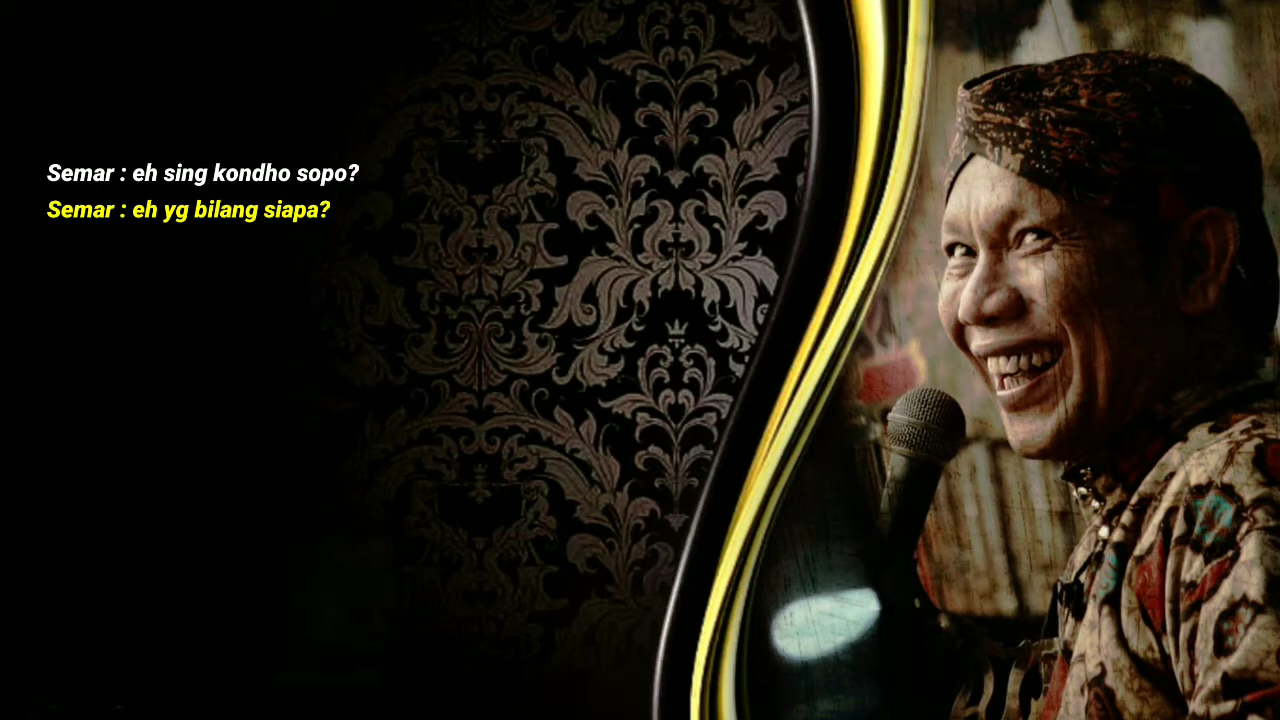 Semar : eh sing kondho sopo?
Semar : eh yg bilang siapa?